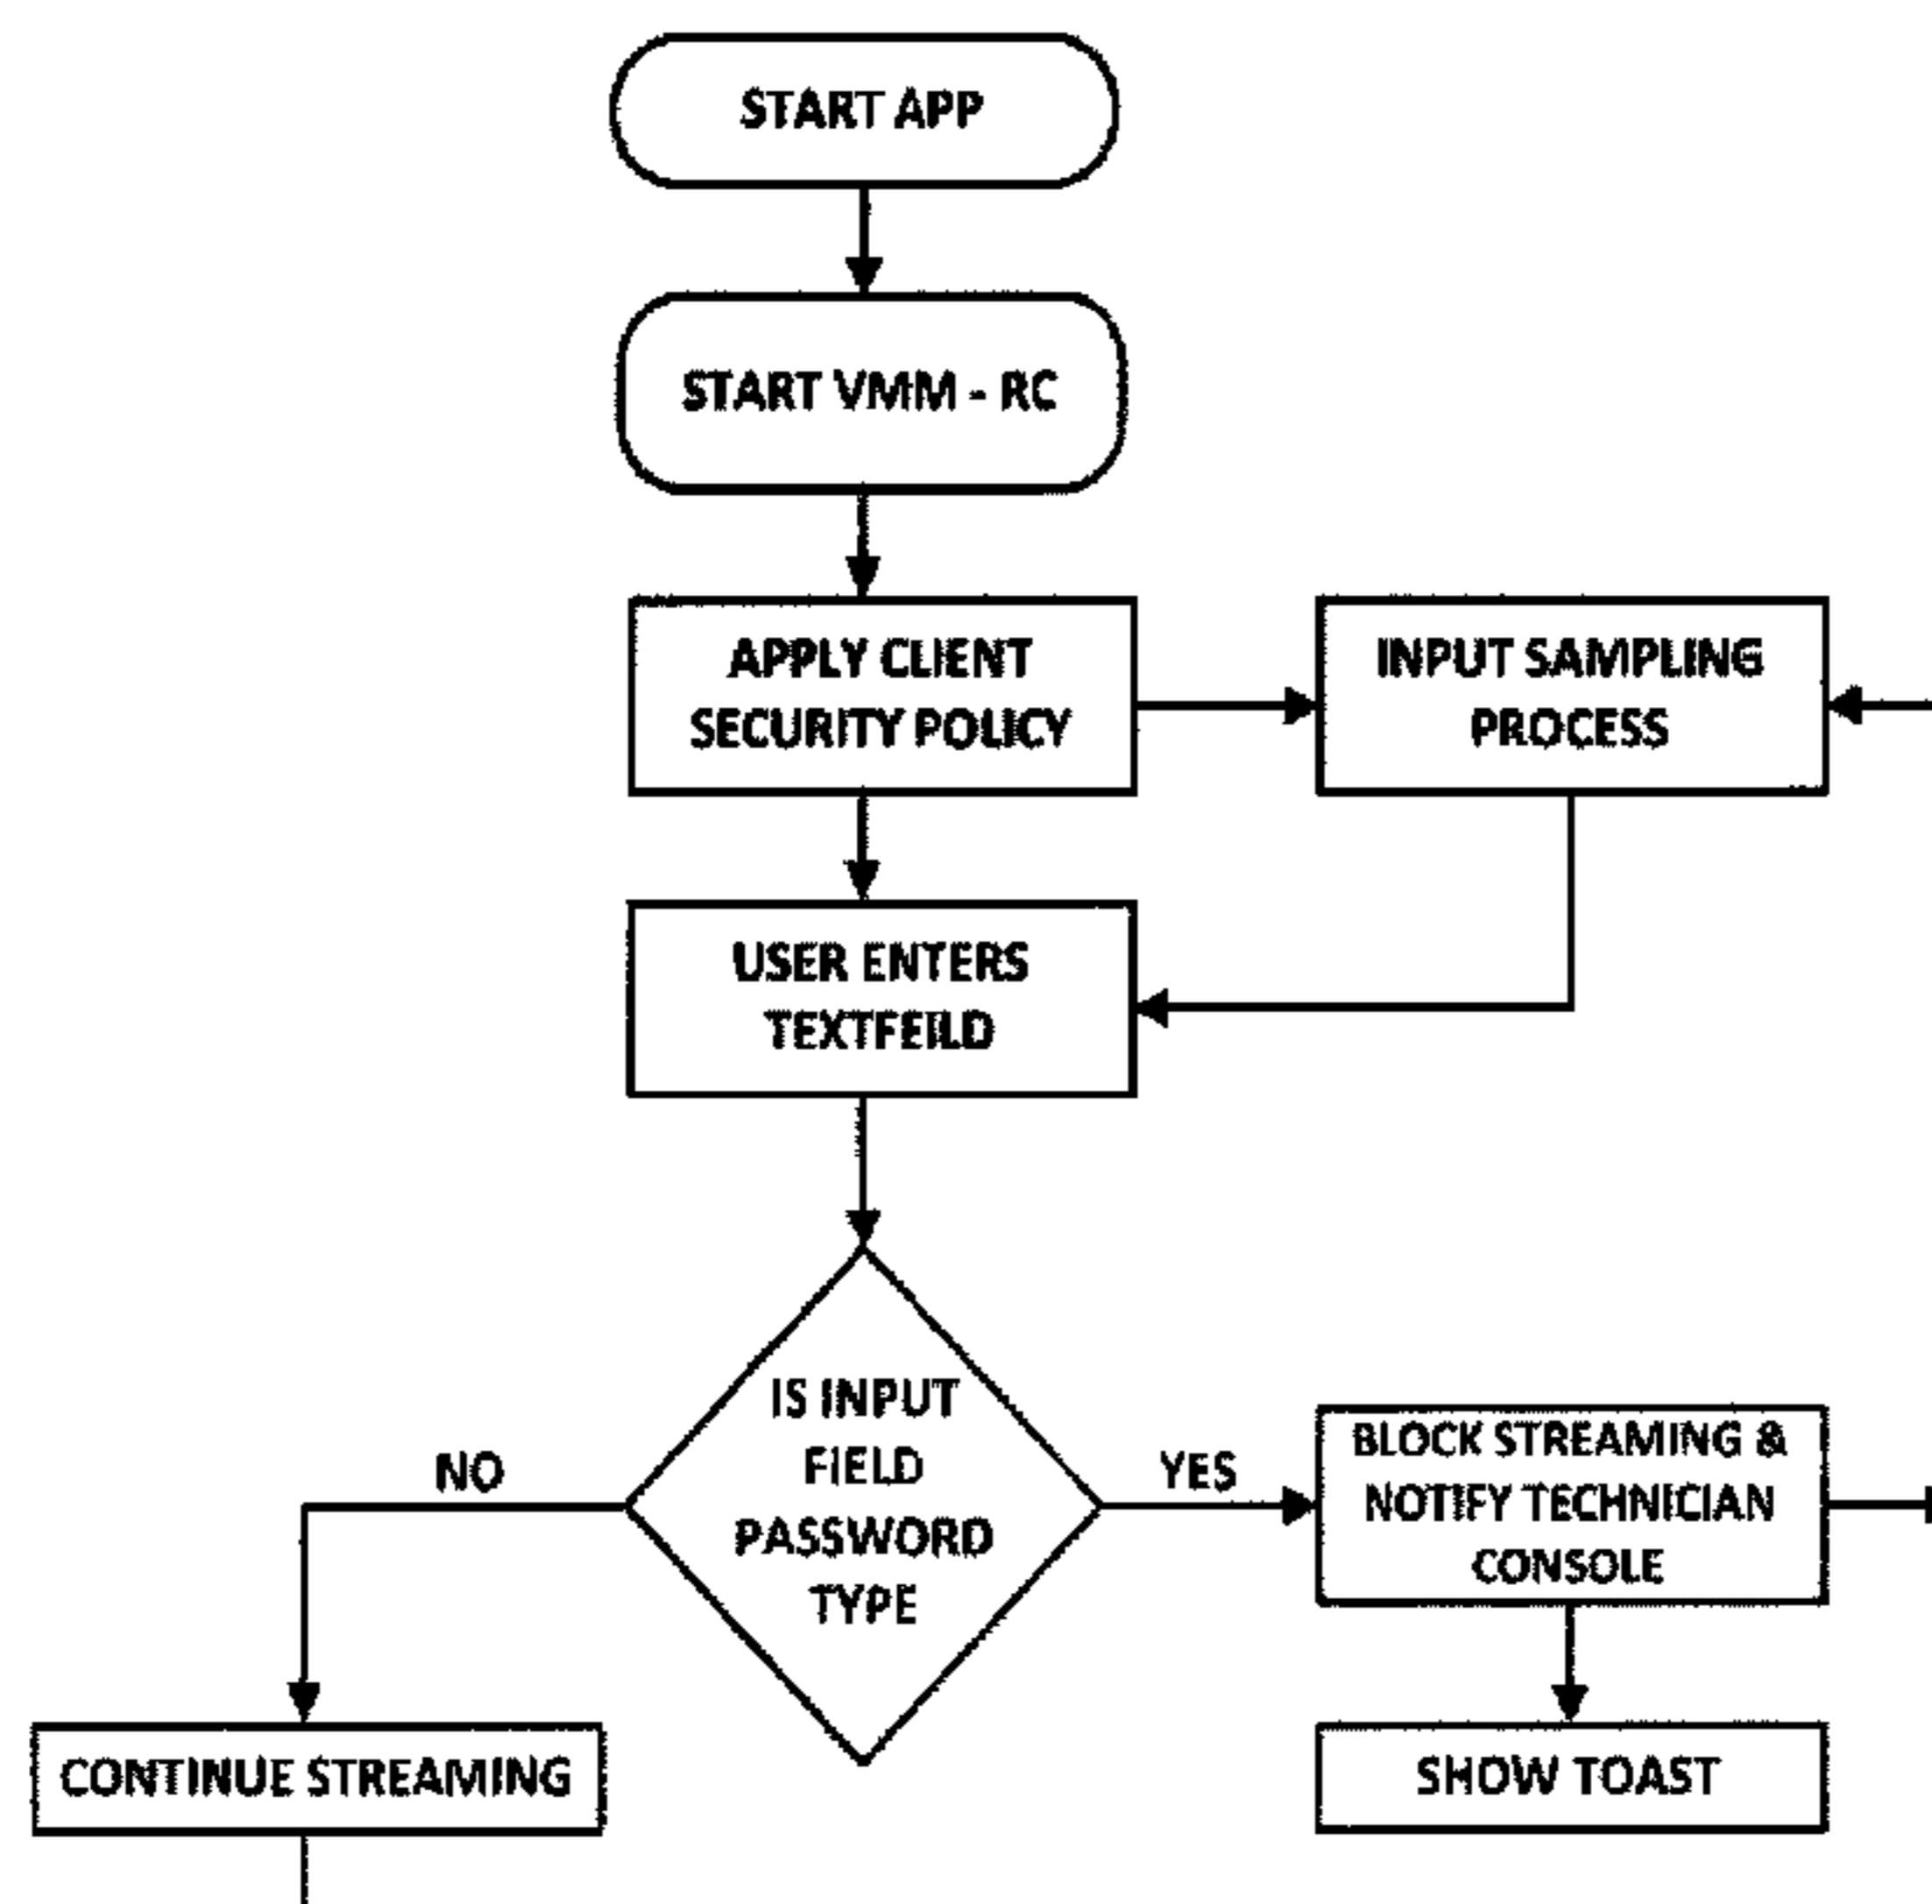 START APP
START VMM - RC
APPLY CLIENT
SECURITY POLICY
INPUT SAMPLING
PROCESS
USER ENTERS
TEXTFEILD
IS INPUT
FIELD
PASSWORD
TYPE
NO
YES
BLOCK STREAMING &
NOTIFY TECHNICIAN
CONSOLE
CONTINUE STREAMING
SHOW TOAST